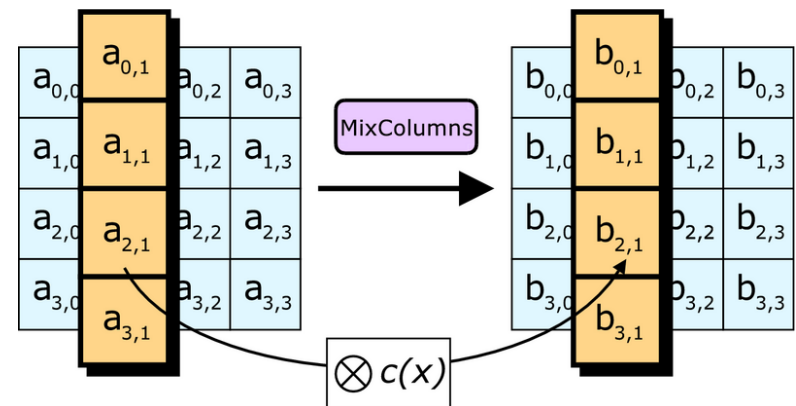 a0,0 a0,1 a0,2 a0,3
a1,0 a1,1 a1,2 a1,3
a2,0 a2,1 a2,2 a2,3
a3,0 a3,1 a3,2 a3,3
MixColumns
b0,0 b0,1 b0,2 b0,3
b1,0 b1,1 b1,2 b1,3
b2,0 b2,1 b2,2 b2,3
b3,0 b3,1 b3,2 b3,3
⊗ c(x)